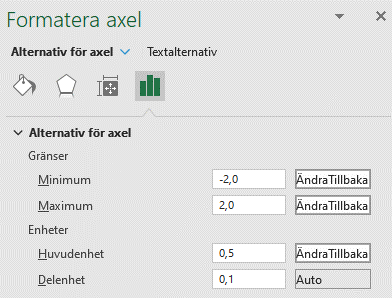 Formatera axel
Alternativ för axel Textalternativ
Alternativ för axel
Gränser
Minimum -2,0 ÄndraTillbaka
Maximum 2,0 ÄndraTillbaka
Enheter
Huvudenhet 0,5 ÄndraTillbaka
Delenhet 0,1 Auto